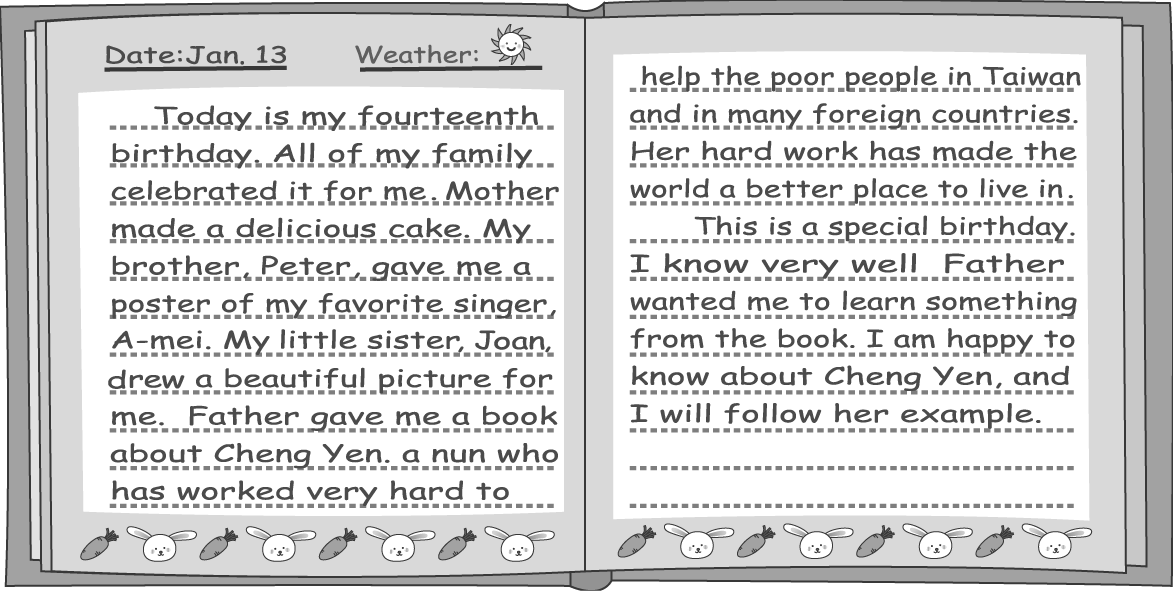 Date:Jan. 13 Weather:
Today is my fourteenth
birthday. All of my family
celebrated it for me. Mother
made a delicious cake. My
brother, Peter, gave me a
poster of my favorite singer,
A-mei. My little sister, Joan,
drew a beautiful picture for
me. Father gave me a book
about Cheng Yen. a nun who
has worked very hard to
help the poor people in Taiwan
and in many foreign countries.
Her hard work has made the
world a better place to live in.
This is a special birthday.
I know very well Father
wanted me to learn something
from the book. I am happy to
know about Cheng Yen, and
I will follow her example.